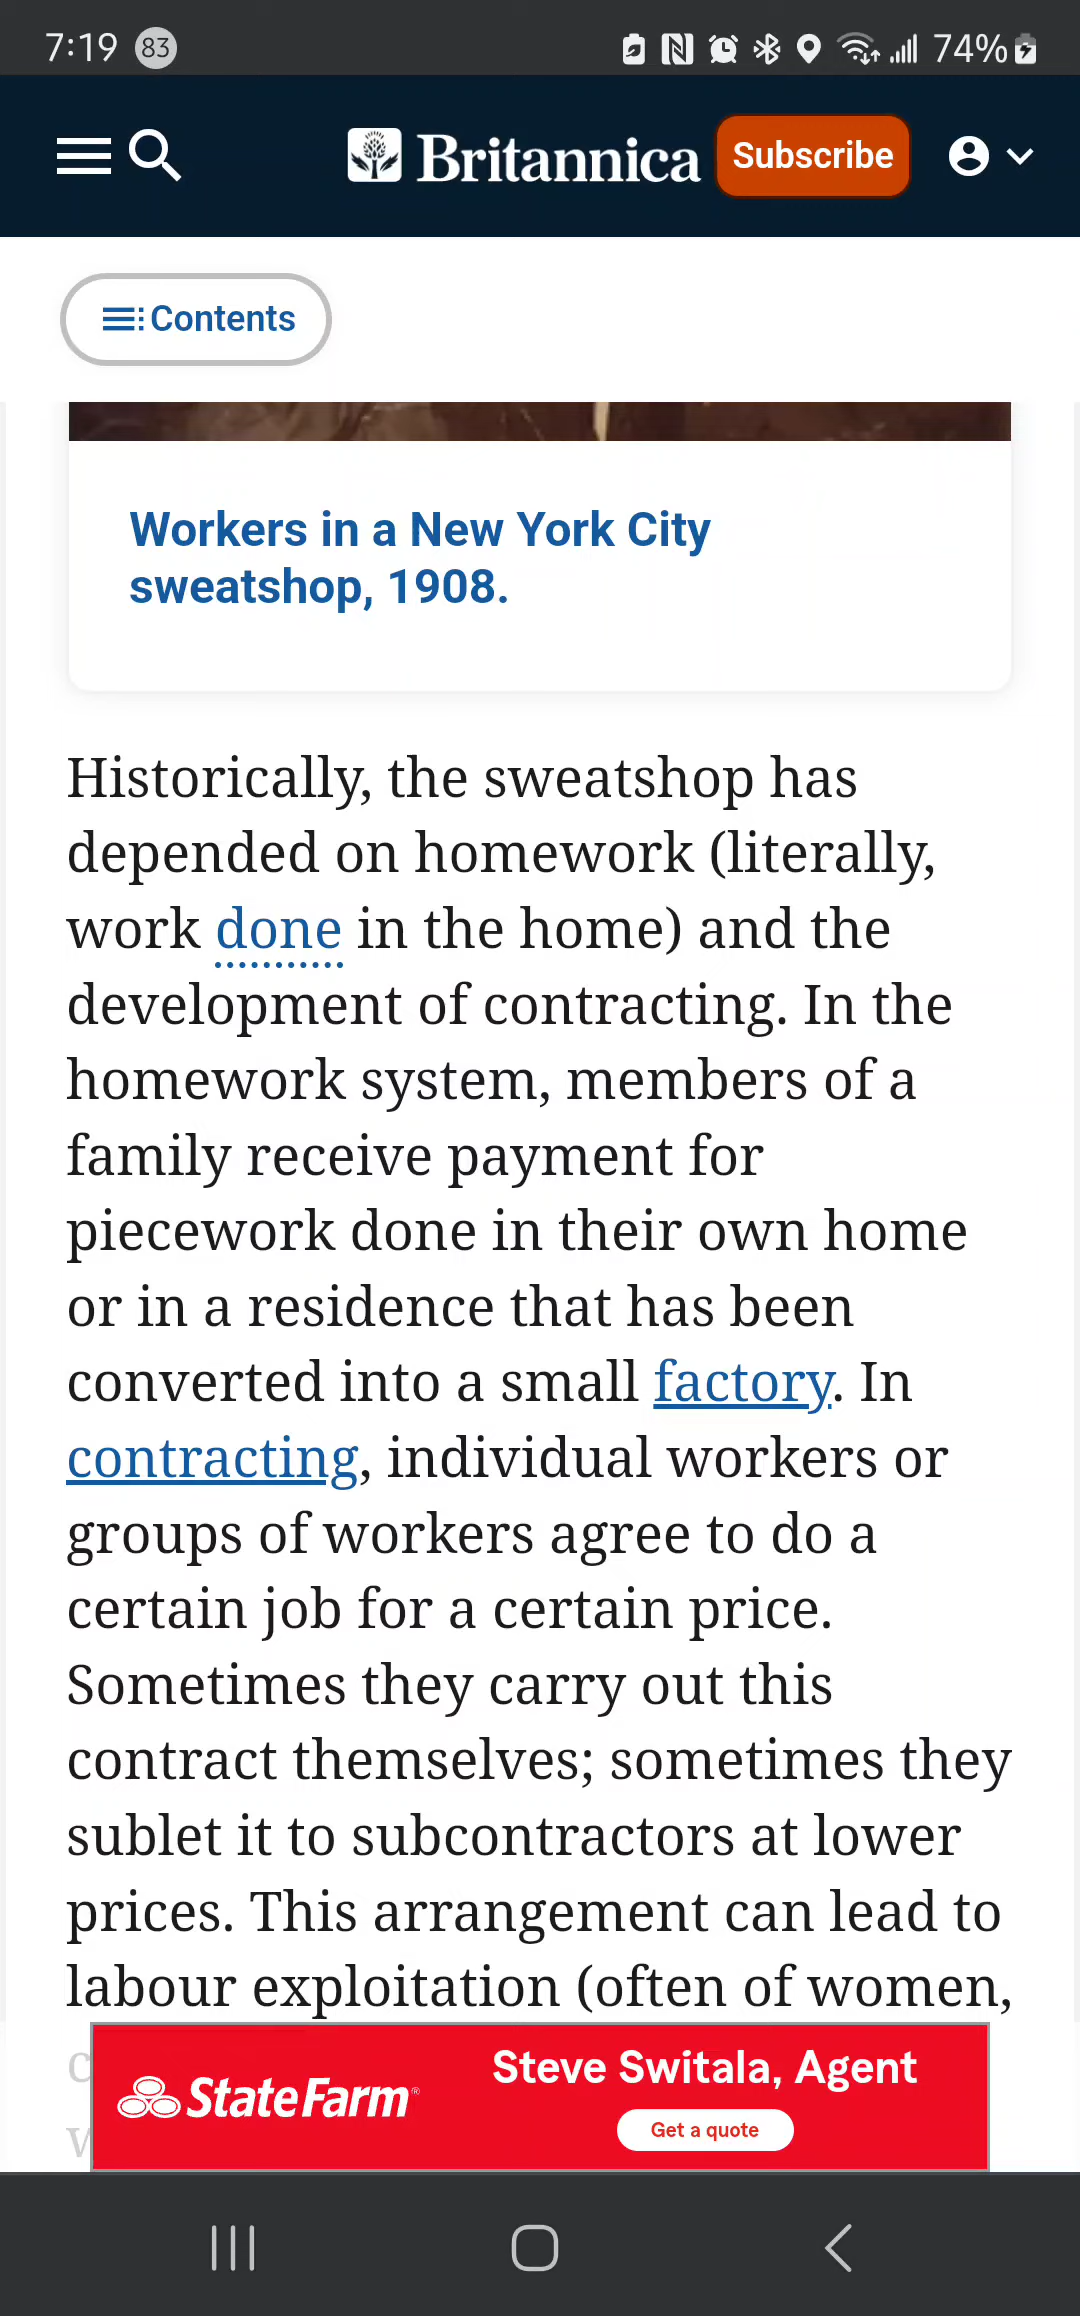 7:19 83 74%
Britannica Subscribe
Contents
Workers in a New York City
sweatshop, 1908.
Historically, the sweatshop has
depended on homework (literally,
work done in the home) and the
development of contracting. In the
homework system, members of a
family receive payment for
piecework done in their own home
or in a residence that has been
converted into a small factory. In
contracting, individual workers or
groups of workers agree to do a
certain job for a certain price.
Sometimes they carry out this
contract themselves; sometimes they
sublet it to subcontractors at lower
prices. This arrangement can lead to
labour exploitation (often of women,
StateFarm®
Steve Switala, Agent
Get a quote